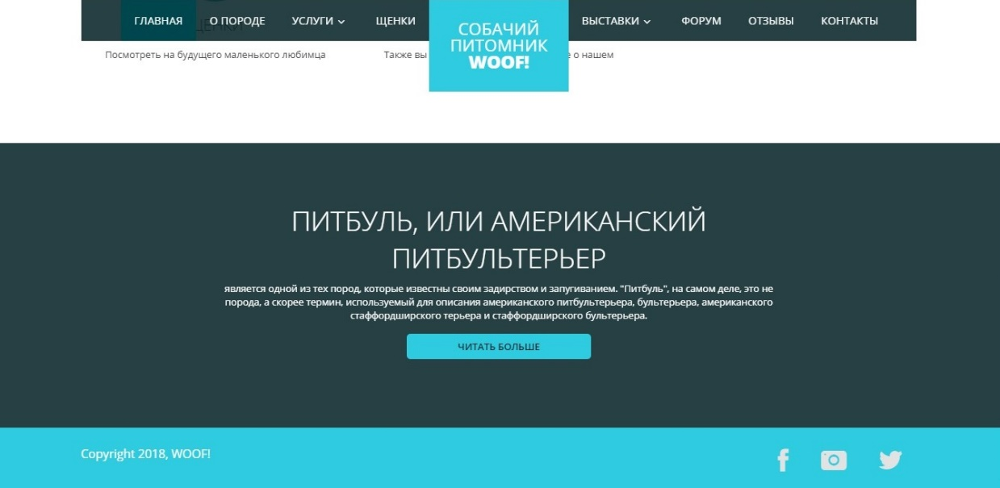 ГЛАВНАЯ О ПОРОДЕ УСЛУГИ ЩЕНКИ
СОБАЧИЙ
ПИТОМНИК
WOOF!
ВЫСТАВКИ ФОРУМ ОТЗЫВЫ КОНТАКТЫ
Посмотреть на будущего маленького любимца
Также вы
о нашем
ПИТБУЛЬ, ИЛИ АМЕРИКАНСКИЙ
ПИТБУЛЬТЕРЬЕР
является одной из тех пород, которые известны своим задирством и запугиванием. "Питбуль", на самом деле, это не
порода, а скорее термин, используемый для описания американского питбультерьера, бультерьера, американского
стаффордширского терьера и стаффордширского бультерьера.
ЧИТАТЬ БОЛЬШЕ
Copyright 2018, WOOF!